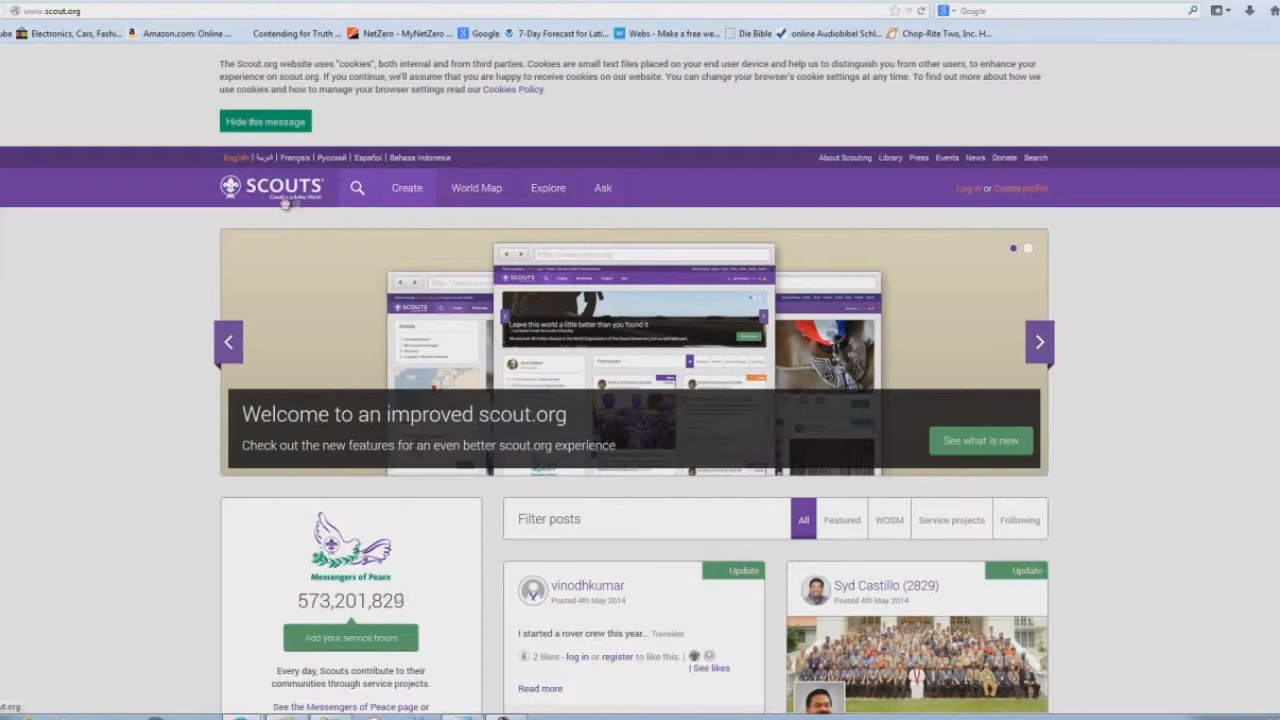 www.scout.org
Google
Electronics, Cars, Fashi...
Amazon.com: Online ...
Contending for Truth ...
NetZero - MyNetZero ...
Google
7-Day Forecast for Lati...
Webs - Make a free we...
Die Bible
online Audiobibel Schl...
Chop-Rite Two, Inc. H...
The Scout.org website uses "cookies", both internal and from third parties. Cookies are small text files placed on your end user device and help us to distinguish you from other users, to enhance your
experience on scout.org. If you continue, we'll assume that you are happy to receive cookies on our website. You can change your browser's cookie settings at any time. To find out more about how we
use cookies and how to manage your browser settings read our Cookies Policy.
Hide this message
English | العربية | Français | Русский | Español | Bahasa Indonesia
About Scouting Library Press Events News Donate Search
SCOUTS
Create Create World Map Explore Ask
Log in or Create profile
http://www.scout.org
SCOUTS
SCOUTS
Leave this world a little better than you found it
Activity
Filter posts
Welcome to an improved scout.org
Check out the new features for an even better scout.org experience
See what is new
Messengers of Peace
573,201,829
Add your service hours
Every day, Scouts contribute to their
communities through service projects.
See the Messengers of Peace page or
Filter posts
All Featured WOSM Service projects Following
Update
vinodhkumar
Posted 4th May 2014
I started a rover crew this year... Translate
2 likes - log in or register to like this. |
| See likes
Read more
Update
Syd Castillo (2829)
Posted 4th May 2014
ut.org